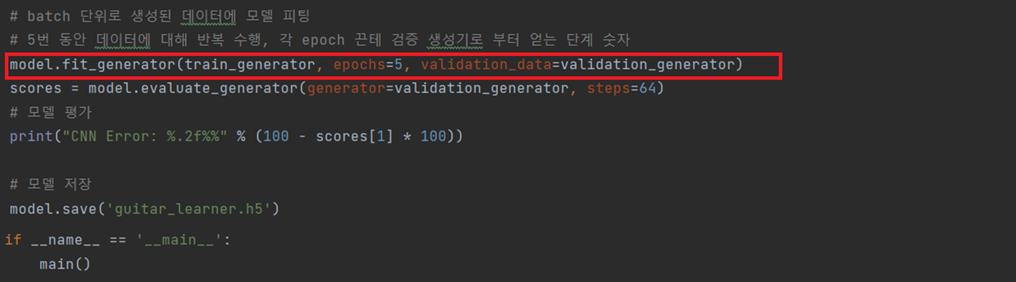 # batch 단위로 생성된 데이터에 모델 피팅
# 5번 동안 데이터에 대해 반복 수행, 각 epoch 끈테 검증 생성기로 부터 얻는 단계 숫자
model.fit_generator(train_generator, epochs=5, validation_data=validation_generator)
scores = model.evaluate_generator(generator=validation_generator, steps=64)
# 모델 평가
print("CNN Error: %.2f%%" % (100 - scores[1] * 100))
# 모델 저장
model.save('guitar_learner.h5')
if __name__ == '__main__':
    main()